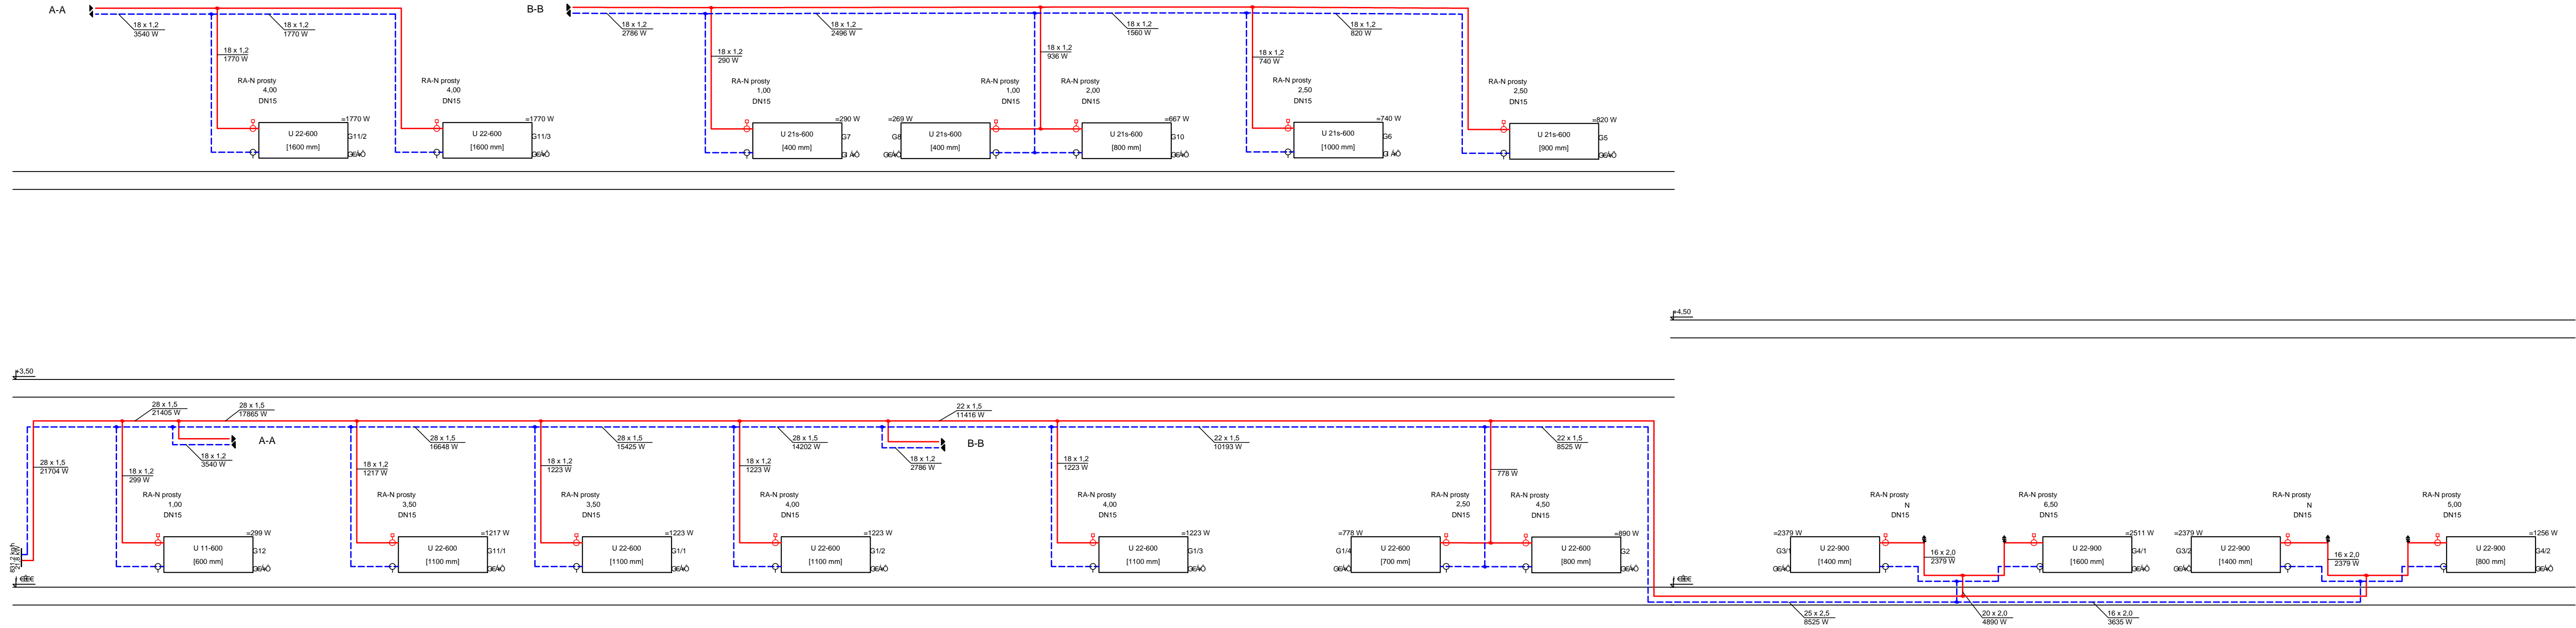 A-A
18 x 1,2
3540 W
18 x 1,2
1770 W
18 x 1,2
1770 W
RA-N prosty
4,00
DN15
=1770 W
U 22-600
[1600 mm]
G11/2
RA-N prosty
4,00
DN15
=1770 W
U 22-600
[1600 mm]
G11/3
B-B
18 x 1,2
2786 W
18 x 1,2
2496 W
18 x 1,2
1560 W
18 x 1,2
820 W
18 x 1,2
290 W
RA-N prosty
1,00
DN15
=290 W
U 21s-600
[400 mm]
G7
18 x 1,2
936 W
RA-N prosty
1,00
DN15
=269 W
G8
U 21s-600
[400 mm]
RA-N prosty
2,00
DN15
=667 W
U 21s-600
[800 mm]
G10
18 x 1,2
740 W
RA-N prosty
2,50
DN15
=740 W
U 21s-600
[1000 mm]
G6
RA-N prosty
2,50
DN15
=820 W
U 21s-600
[900 mm]
G5
+4,50
+3,50
28 x 1,5
21405 W
28 x 1,5
17865 W
22 x 1,5
11416 W
A-A
18 x 1,2
3540 W
28 x 1,5
16648 W
28 x 1,5
15425 W
28 x 1,5
14202 W
B-B
18 x 1,2
2786 W
22 x 1,5
10193 W
22 x 1,5
8525 W
28 x 1,5
21704 W
18 x 1,2
299 W
RA-N prosty
1,00
DN15
=299 W
U 11-600
[600 mm]
G12
18 x 1,2
1217 W
RA-N prosty
3,50
DN15
=1217 W
U 22-600
[1100 mm]
G11/1
18 x 1,2
1223 W
RA-N prosty
3,50
DN15
=1223 W
U 22-600
[1100 mm]
G1/1
18 x 1,2
1223 W
RA-N prosty
4,00
DN15
=1223 W
U 22-600
[1100 mm]
G1/2
18 x 1,2
1223 W
RA-N prosty
4,00
DN15
=1223 W
U 22-600
[1100 mm]
G1/3
778 W
RA-N prosty
2,50
DN15
=778 W
G1/4
U 22-600
[700 mm]
RA-N prosty
4,50
DN15
=890 W
U 22-600
[800 mm]
G2
RA-N prosty
N
DN15
=2379 W
G3/1
U 22-900
[1400 mm]
16 x 2,0
2379 W
RA-N prosty
6,50
DN15
=2511 W
U 22-900
[1600 mm]
G4/1
RA-N prosty
N
DN15
=2379 W
G3/2
U 22-900
[1400 mm]
16 x 2,0
2379 W
RA-N prosty
5,00
DN15
=1256 W
U 22-900
[800 mm]
G4/2
25 x 2,5
8525 W
20 x 2,0
4890 W
16 x 2,0
3635 W